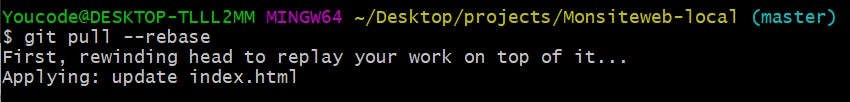 Youcode@DESKTOP-TLLL2MM MINGW64 ~/Desktop/projects/Monsiteweb-local (master)
$ git pull --rebase
First, rewinding head to replay your work on top of it...
Applying: update index.html